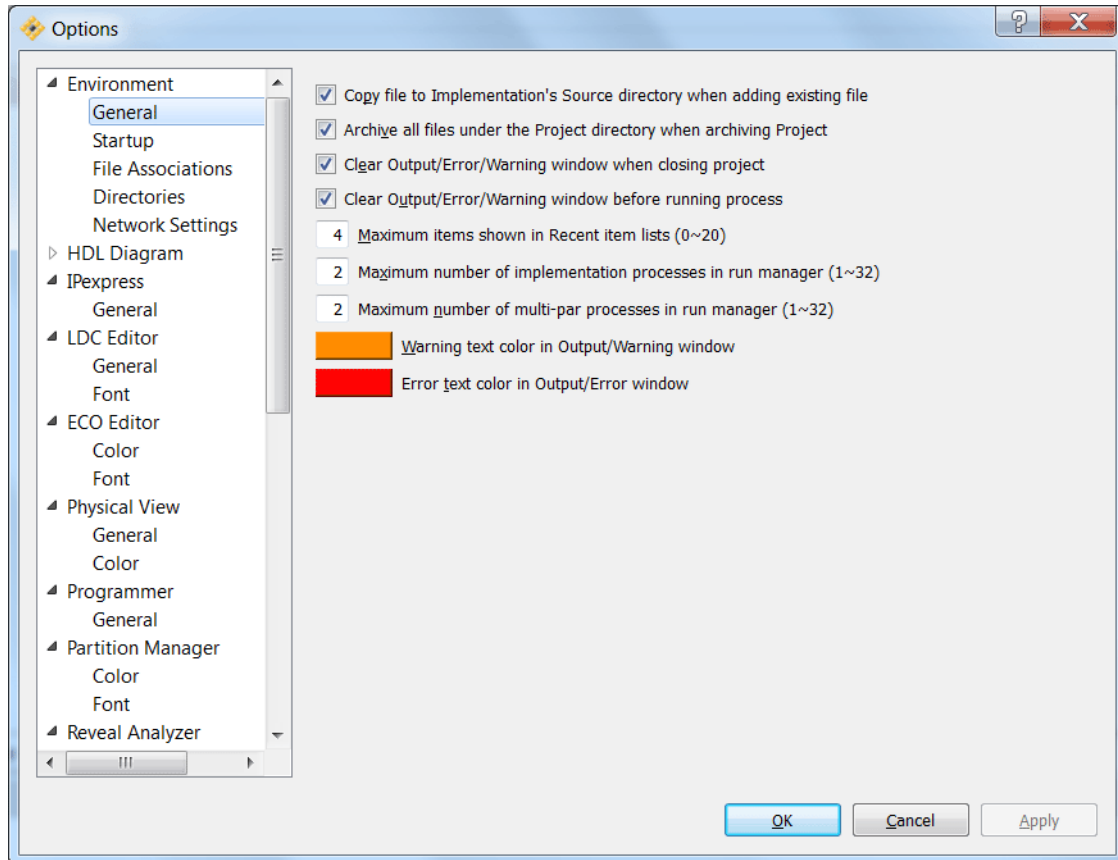 Options
Environment
General
Startup
File Associations
Directories
Network Settings
HDL Diagram
IPexpress
General
LDC Editor
General
Font
ECO Editor
Color
Font
Physical View
General
Color
Programmer
General
Partition Manager
Color
Font
Reveal Analyzer
Copy file to Implementation's Source directory when adding existing file
Archive all files under the Project directory when archiving Project
Clear Output/Error/Warning window when closing project
Clear Output/Error/Warning window before running process
4 Maximum items shown in Recent item lists (0~20)
2 Maximum number of implementation processes in run manager (1~32)
2 Maximum number of multi-par processes in run manager (1~32)
Warning text color in Output/Warning window
Error text color in Output/Error window
OK Cancel Apply